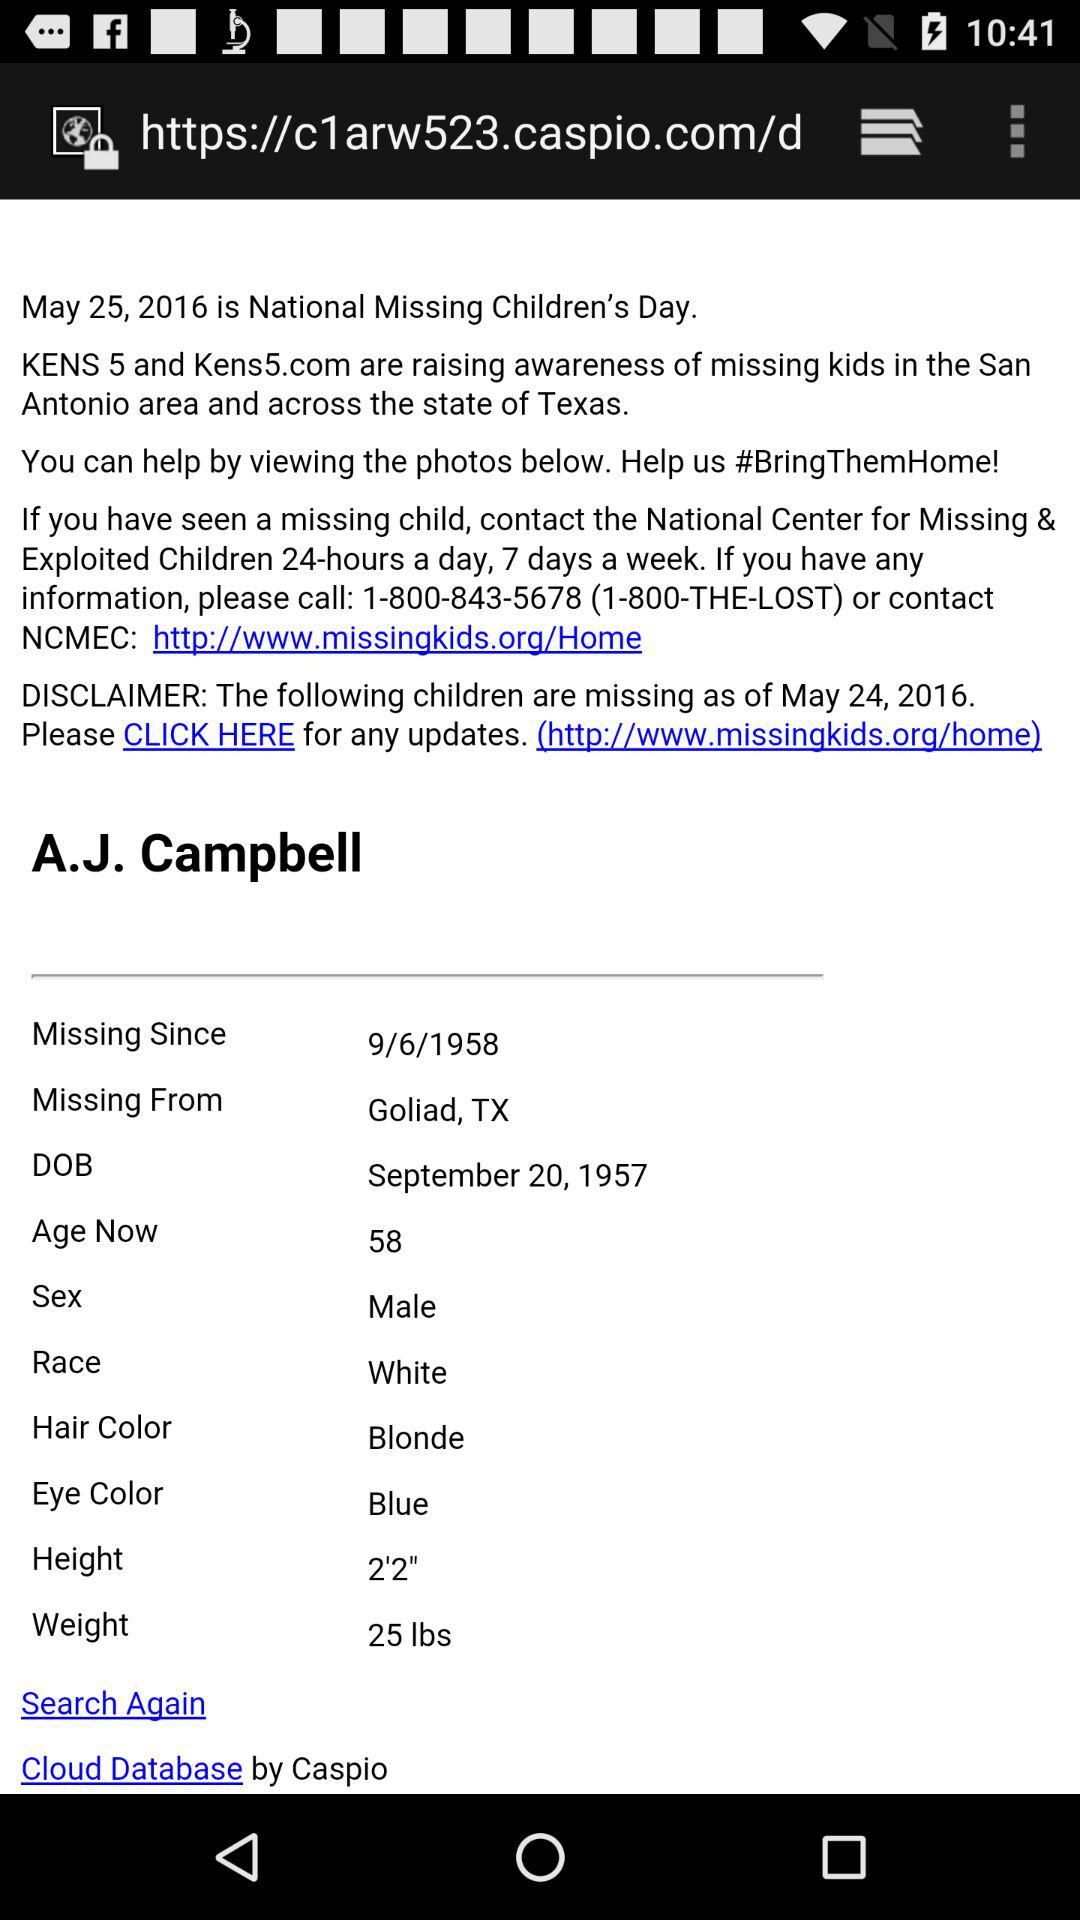 10:41
https://c1arw523.caspio.com/d
May 25, 2016 is National Missing Children’s Day.
KENS 5 and Kens5.com are raising awareness of missing kids in the San
Antonio area and across the state of Texas.
You can help by viewing the photos below. Help us #BringThemHome!
If you have seen a missing child, contact the National Center for Missing &
Exploited Children 24-hours a day, 7 days a week. If you have any
information, please call: 1-800-843-5678 (1-800-THE-LOST) or contact
NCMEC: http://www.missingkids.org/Home
DISCLAIMER: The following children are missing as of May 24, 2016.
Please CLICK HERE for any updates. (http://www.missingkids.org/home)
A.J. Campbell
Missing Since 9/6/1958
Missing From Goliad, TX
DOB September 20, 1957
Age Now 58
Sex Male
Race White
Hair Color Blonde
Eye Color Blue
Height 2'2"
Weight 25 lbs
Search Again
Cloud Database by Caspio